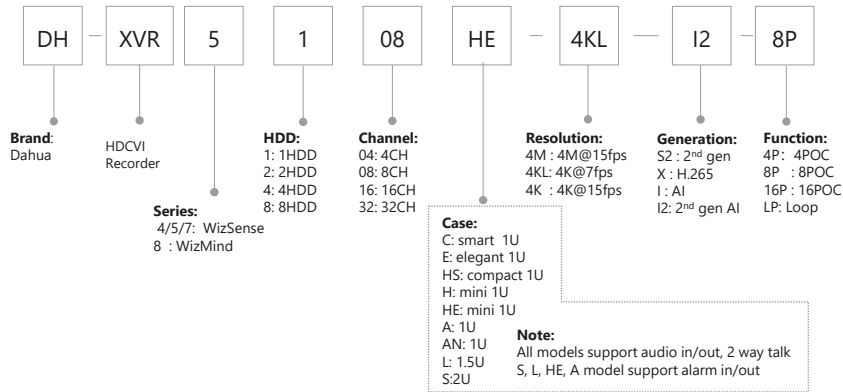 DH – XVR 5 1 08 HE – 4KL — I2 – 8P
Brand:
Dahua
HDCVI
Recorder
Series:
4/5/7: WizSense
8 : WizMind
HDD:
1: 1HDD
2: 2HDD
4: 4HDD
8: 8HDD
Channel:
04: 4CH
08: 8CH
16: 16CH
32: 32CH
Case:
C: smart 1U
E: elegant 1U
HS: compact 1U
H: mini 1U
HE: mini 1U
A: 1U
AN: 1U
L: 1.5U
S:2U
Note:
All models support audio in/out, 2 way talk
S, L, HE, A model support alarm in/out
Resolution:
4M : 4M@15fps
4KL: 4K@7fps
4K : 4K@15fps
Generation:
S2 : 2nd gen
X : H.265
I : AI
I2: 2nd gen AI
Function:
4P: 4POC
8P : 8POC
16P : 16POC
LP: Loop